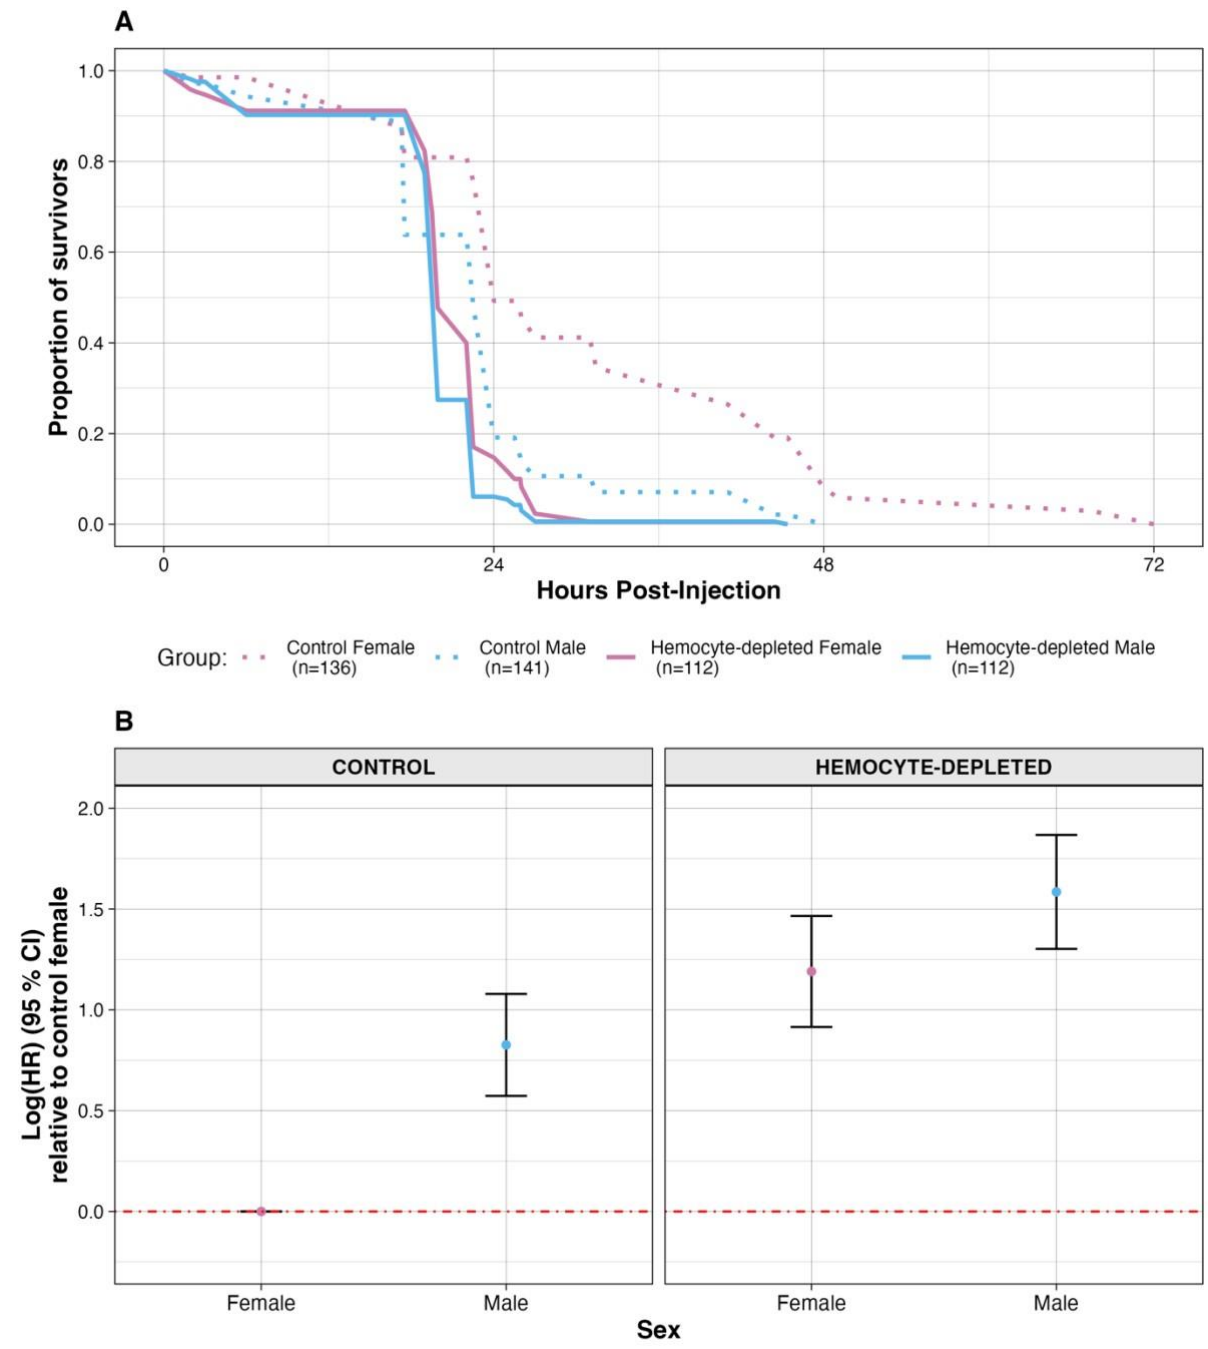 A
Proportion of survivors
1.0
0.8
0.6
0.4
0.2
0.0
0 24 48 72
Hours Post-Injection
Group:
Control Female
(n=136)
Control Male
(n=141)
Hemocyte-depleted Female
(n=112)
Hemocyte-depleted Male
(n=112)
B
CONTROL
HEMOCYTE-DEPLETED
Log(HR) (95 % CI)
relative to control female
2.0
1.5
1.0
0.5
0.0
Female Male Female Male
Sex